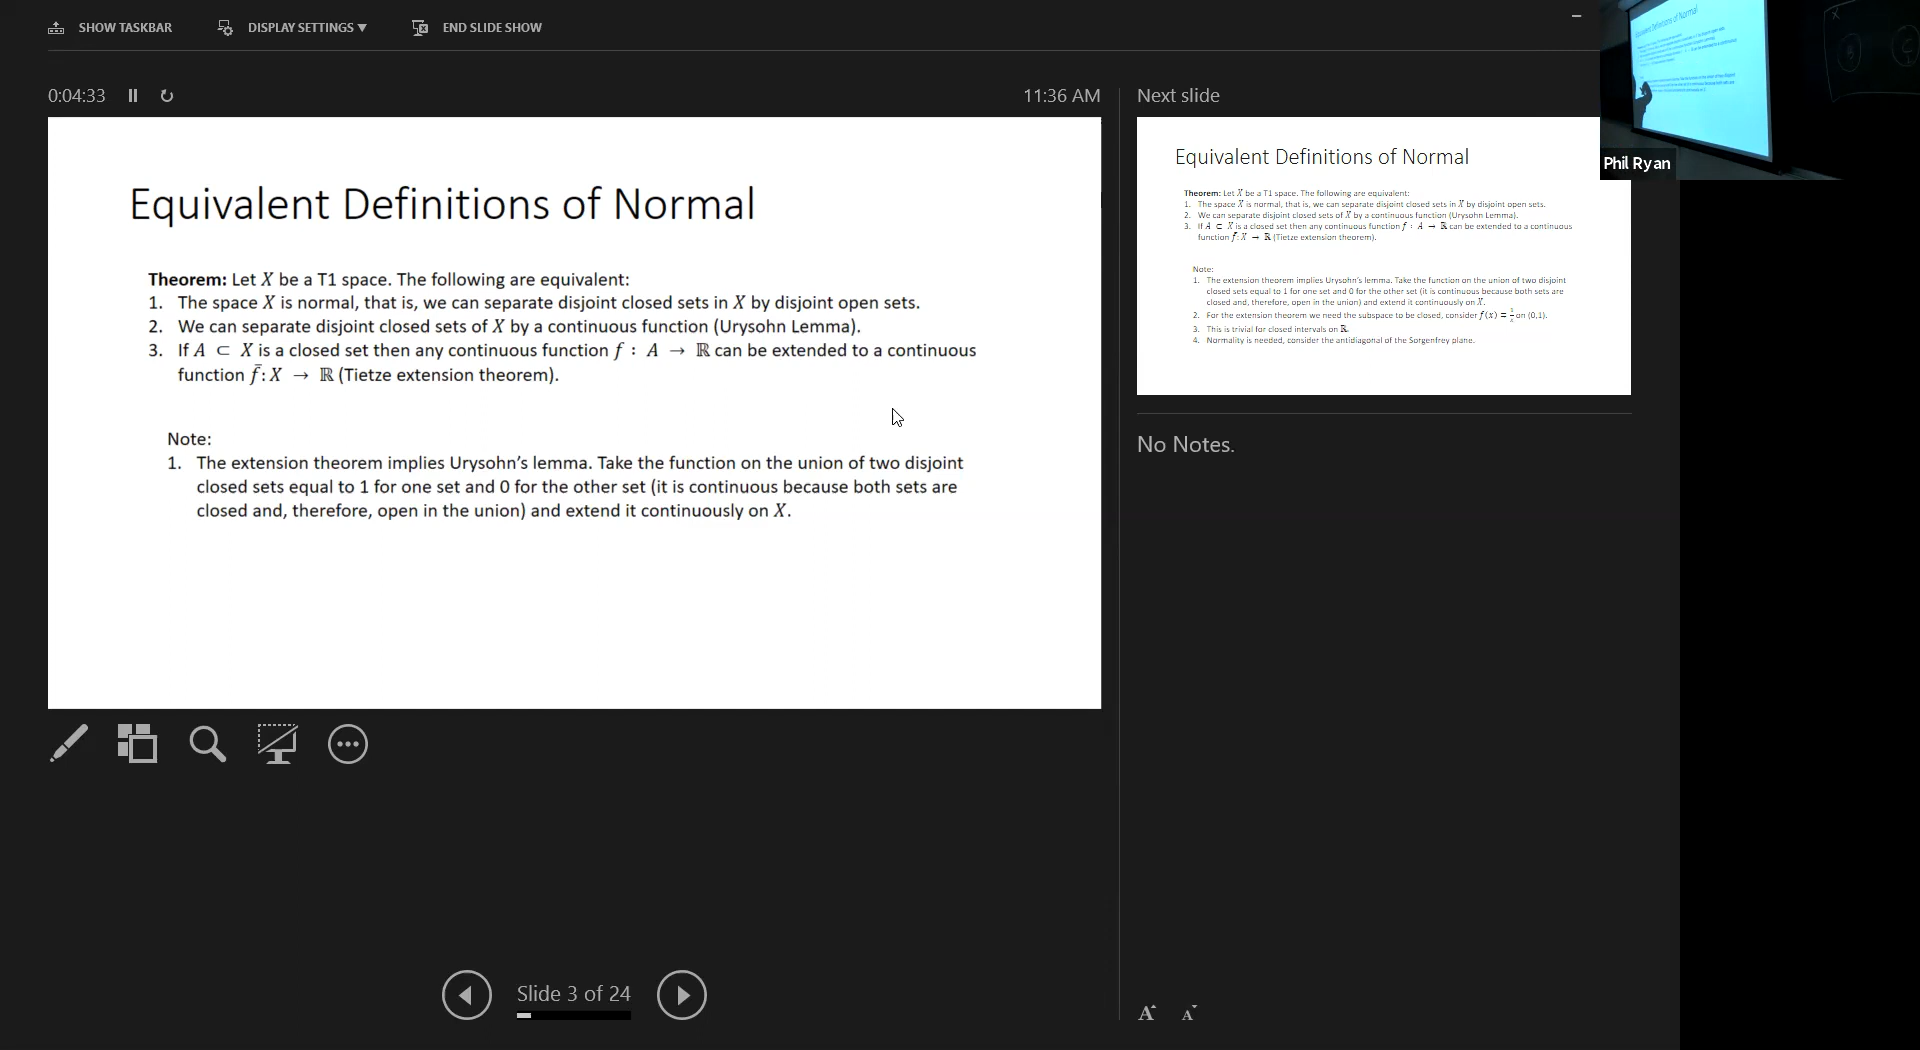 SHOW TASKBAR DISPLAY SETTINGS ▾ END SLIDE SHOW
0:04:33 11:36 AM
Equivalent Definitions of Normal
Theorem: Let X be a T1 space. The following are equivalent:
1. The space X is normal, that is, we can separate disjoint closed sets in X by disjoint open sets.
2. We can separate disjoint closed sets of X by a continuous function (Urysohn Lemma).
3. If A ⊂ X is a closed set then any continuous function f : A → ℝ can be extended to a continuous
function f̄: X → ℝ (Tietze extension theorem).
Note:
1. The extension theorem implies Urysohn’s lemma. Take the function on the union of two disjoint
closed sets equal to 1 for one set and 0 for the other set (it is continuous because both sets are
closed and, therefore, open in the union) and extend it continuously on X.
Slide 3 of 24
Next slide
Equivalent Definitions of Normal
Theorem: Let X be a T1 space. The following are equivalent:
1. The space X is normal, that is, we can separate disjoint closed sets in X by disjoint open sets.
2. We can separate disjoint closed sets of X by a continuous function (Urysohn Lemma).
3. If A ⊂ X is a closed set then any continuous function f : A → ℝ can be extended to a continuous
function f̄: X → ℝ (Tietze extension theorem).
Note:
1. The extension theorem implies Urysohn’s lemma. Take the function on the union of two disjoint
closed sets equal to 1 for one set and 0 for the other set (it is continuous because both sets are
closed and, therefore, open in the union) and extend it continuously on X.
2. For the extension theorem we need the subspace to be closed, consider f(x) = 1/x on (0,1).
3. This is trivial for closed intervals on ℝ.
4. Normality is needed, consider the antidiagonal of the Sorgenfrey plane.
No Notes.
A A
Equivalent Definitions of Normal
Phil Ryan